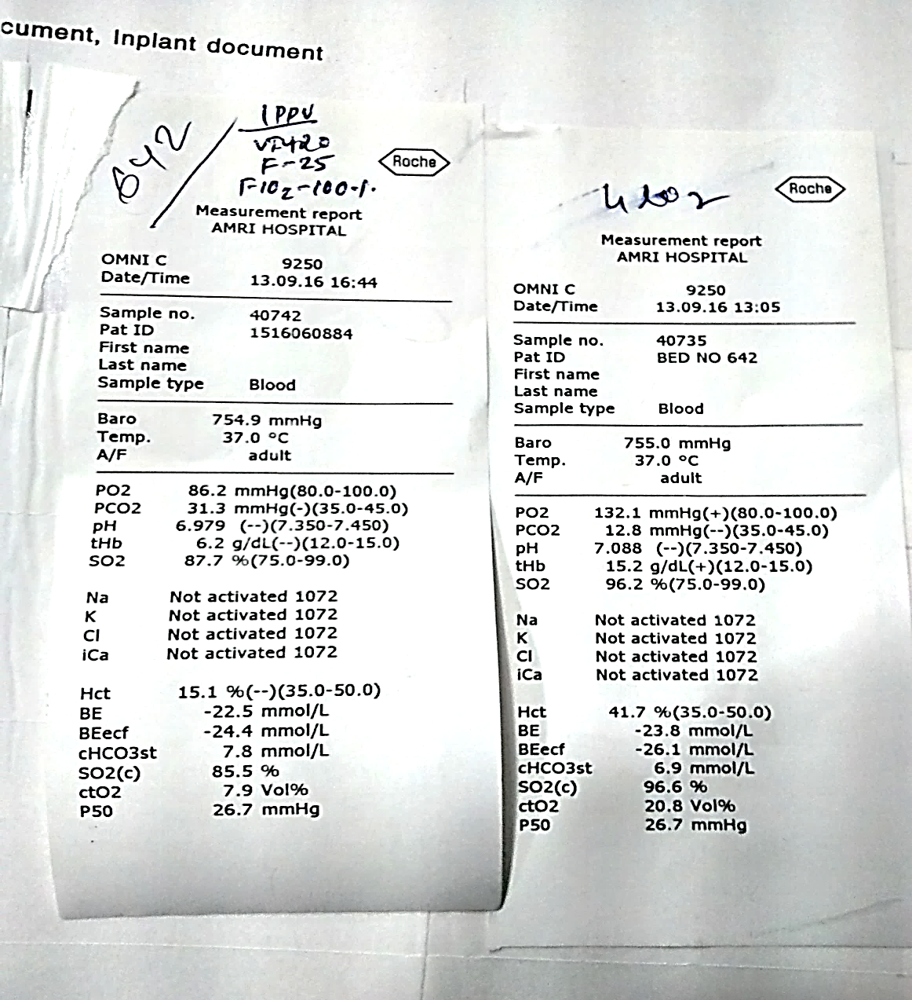 cument, Inplant document
642
IPPV
VT-420
F-25
FiO2-100%.
Roche
Measurement report
AMRI HOSPITAL
OMNI C 9250
Date/Time 13.09.16 16:44
Sample no. 40742
Pat ID 1516060884
First name
Last name
Sample type Blood
Baro 754.9 mmHg
Temp. 37.0 °C
A/F adult
PO2 86.2 mmHg(80.0-100.0)
PCO2 31.3 mmHg(-)(35.0-45.0)
pH 6.979 (--)(7.350-7.450)
tHb 6.2 g/dL(--)(12.0-15.0)
SO2 87.7 %(75.0-99.0)
Na Not activated 1072
K Not activated 1072
Cl Not activated 1072
iCa Not activated 1072
Hct 15.1 %(--)(35.0-50.0)
BE -22.5 mmol/L
BEecf -24.4 mmol/L
cHCO3st 7.8 mmol/L
SO2(c) 85.5 %
ctO2 7.9 Vol%
P50 26.7 mmHg
Roche
Measurement report
AMRI HOSPITAL
OMNI C 9250
Date/Time 13.09.16 13:05
Sample no. 40735
Pat ID BED NO 642
First name
Last name
Sample type Blood
Baro 755.0 mmHg
Temp. 37.0 °C
A/F adult
PO2 132.1 mmHg(+)(80.0-100.0)
PCO2 12.8 mmHg(--)(35.0-45.0)
pH 7.088 (--)(7.350-7.450)
tHb 15.2 g/dL(+)(12.0-15.0)
SO2 96.2 %(75.0-99.0)
Na Not activated 1072
K Not activated 1072
Cl Not activated 1072
iCa Not activated 1072
Hct 41.7 %(35.0-50.0)
BE -23.8 mmol/L
BEecf -26.1 mmol/L
cHCO3st 6.9 mmol/L
SO2(c) 96.6 %
ctO2 20.8 Vol%
P50 26.7 mmHg